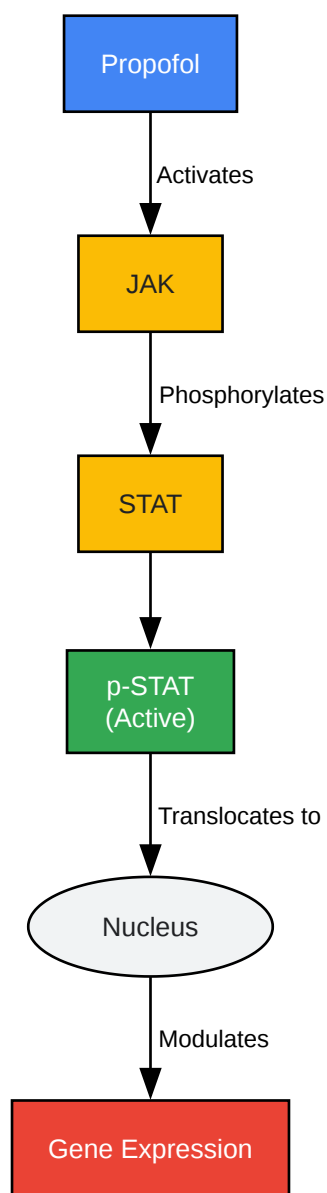 Propofol
Activates
JAK
Phosphorylates
STAT
p-STAT
(Active)
Translocates to
Nucleus
Modulates
Gene Expression